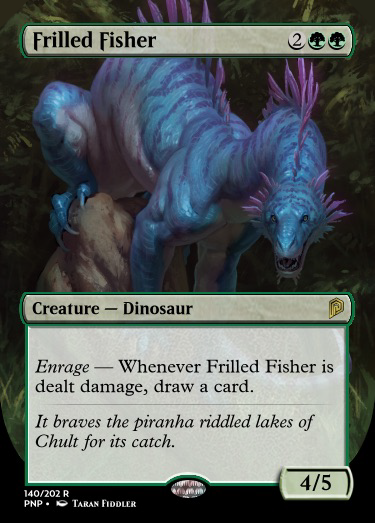 Frilled Fisher 2
Creature — Dinosaur
Enrage — Whenever Frilled Fisher is
dealt damage, draw a card.
It braves the piranha riddled lakes of
Chult for its catch.
4/5
140/202 R
PNP • Taran Fiddler